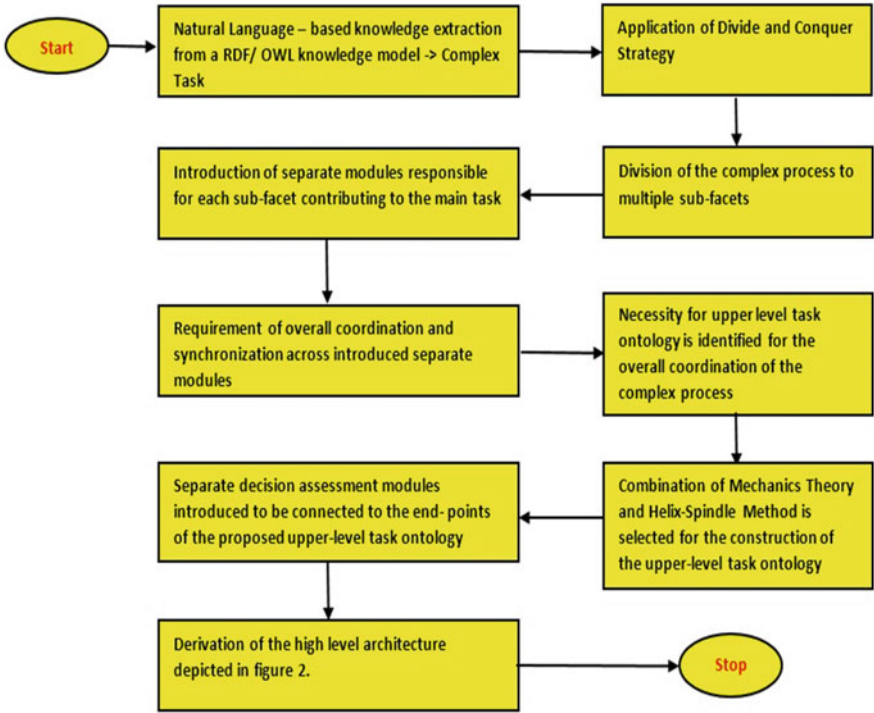 Start
Natural Language – based knowledge extraction
from a RDF/ OWL knowledge model -> Complex
Task
Application of Divide and Conquer
Strategy
Division of the complex process to
multiple sub-facets
Introduction of separate modules responsible
for each sub-facet contributing to the main task
Requirement of overall coordination and
synchronization across introduced separate
modules
Necessity for upper level task
ontology is identified for the
overall coordination of the
complex process
Combination of Mechanics Theory
and Helix-Spindle Method is
selected for the construction of
the upper-level task ontology
Separate decision assessment modules
introduced to be connected to the end- points
of the proposed upper-level task ontology
Derivation of the high level architecture
depicted in figure 2.
Stop